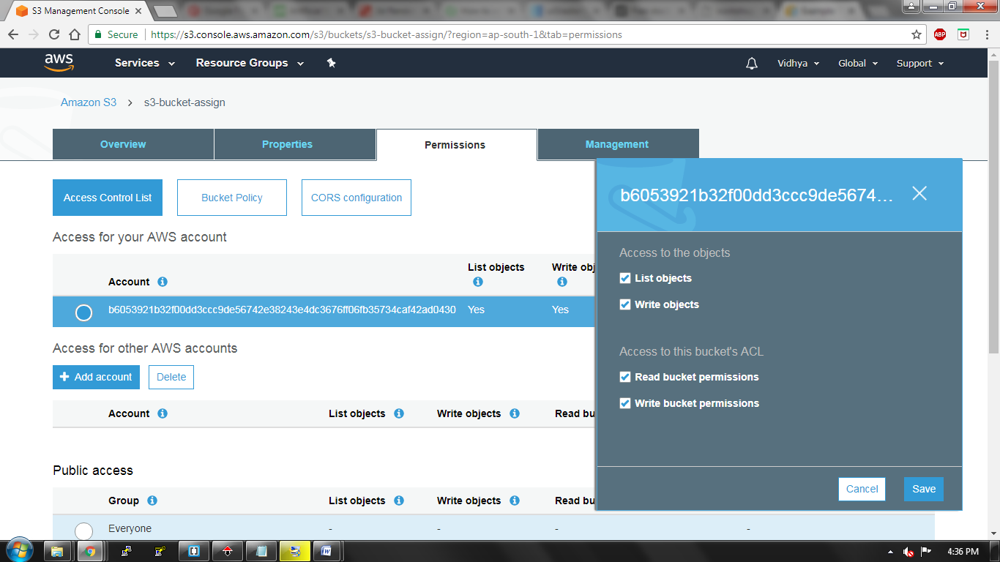 S3 Management Console
Secure
https://s3.console.aws.amazon.com/s3/buckets/s3-bucket-assign/?region=ap-south-1&tab=permissions
ABP
aws
Services
Resource Groups
Vidhya
Global
Support
Amazon S3 > s3-bucket-assign
Overview
Properties
Permissions
Management
Access Control List
Bucket Policy
CORS configuration
Access for your AWS account
Account
List objects
Write obj
b6053921b32f00dd3ccc9de56742e38243e4dc3676ff06fb35734caf42ad0430
Yes
Yes
Access for other AWS accounts
+ Add account
Delete
Account
List objects
Write objects
Read bu
Public access
Group
List objects
Write objects
Read bu
Everyone
-
-
-
-
b6053921b32f00dd3ccc9de5674...
Access to the objects
List objects
Write objects
Access to this bucket's ACL
Read bucket permissions
Write bucket permissions
Cancel
Save
4:36 PM